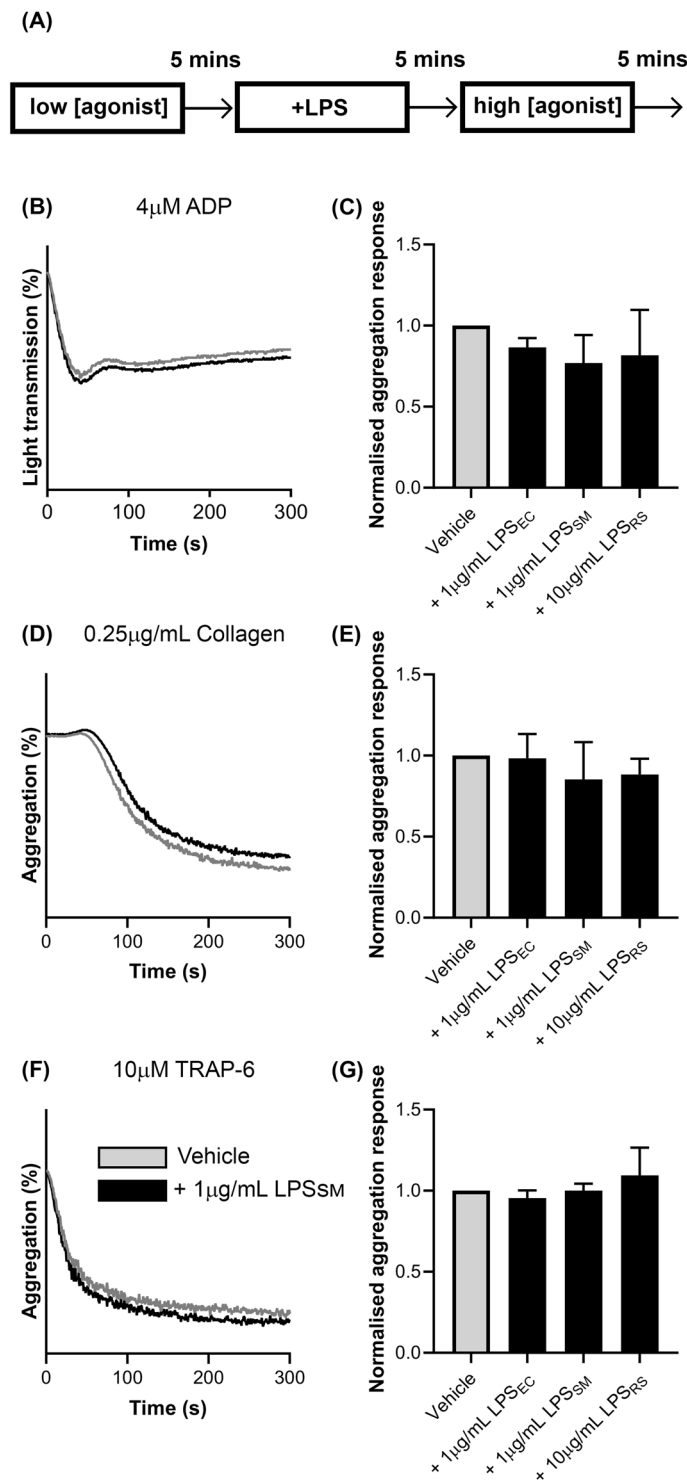 (A)
5 mins 5 mins 5 mins
low [agonist] +LPS high [agonist]
(B) 4μM ADP
Light transmission (%)
0 100 200 300
Time (s)
(C)
Normalised aggregation response
1.5
1.0
0.5
0.0
Vehicle
+ 1μg/mL LPSEC
+ 1μg/mL LPSSM
+ 10μg/mL LPSRS
(D) 0.25μg/mL Collagen
Aggregation (%)
0 100 200 300
Time (s)
(E)
Normalised aggregation response
1.5
1.0
0.5
0.0
Vehicle
+ 1μg/mL LPSEC
+ 1μg/mL LPSSM
+ 10μg/mL LPSRS
(F) 10μM TRAP-6
Aggregation (%)
Vehicle
+ 1μg/mL LPSSM
0 100 200 300
Time (s)
(G)
Normalised aggregation response
1.5
1.0
0.5
0.0
Vehicle
+ 1μg/mL LPSEC
+ 1μg/mL LPSSM
+ 10μg/mL LPSRS